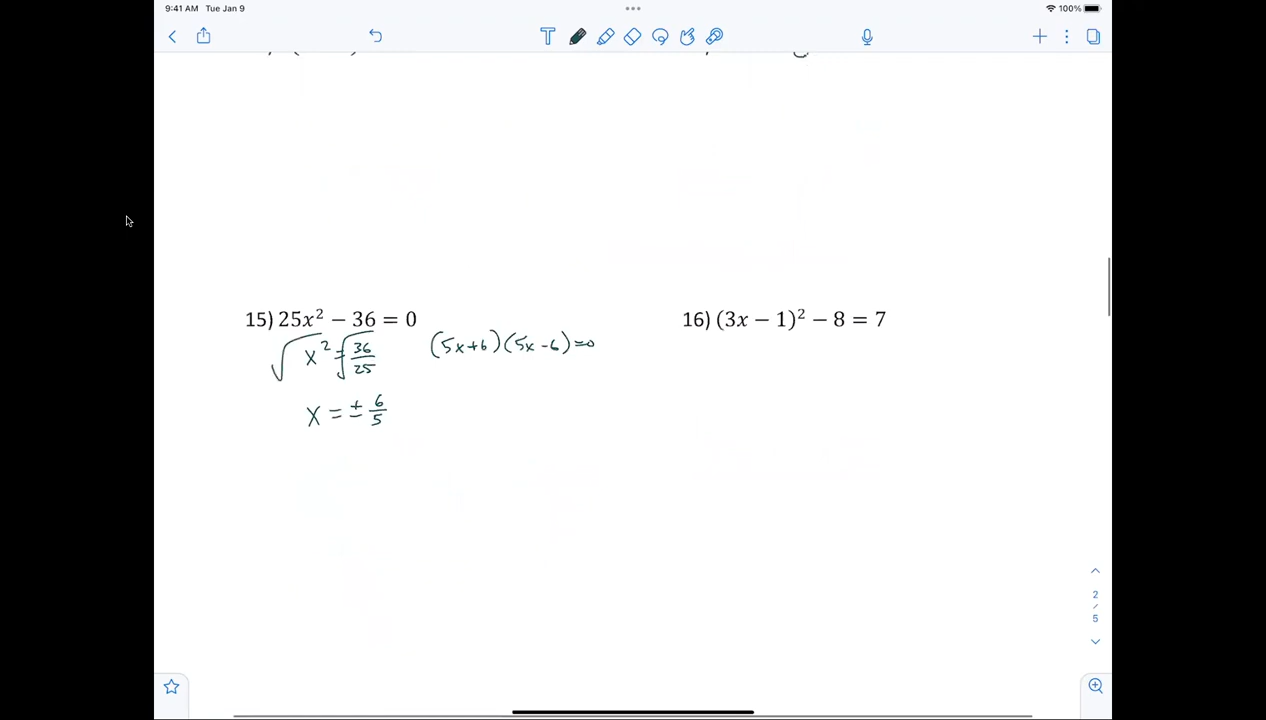 9:41 AM Tue Jan 9
100%
15) 25x² − 36 = 0
√x² = √36/25
(5x+6)(5x-6)=0
x = ± 6/5
16) (3x − 1)² − 8 = 7
2
/
5